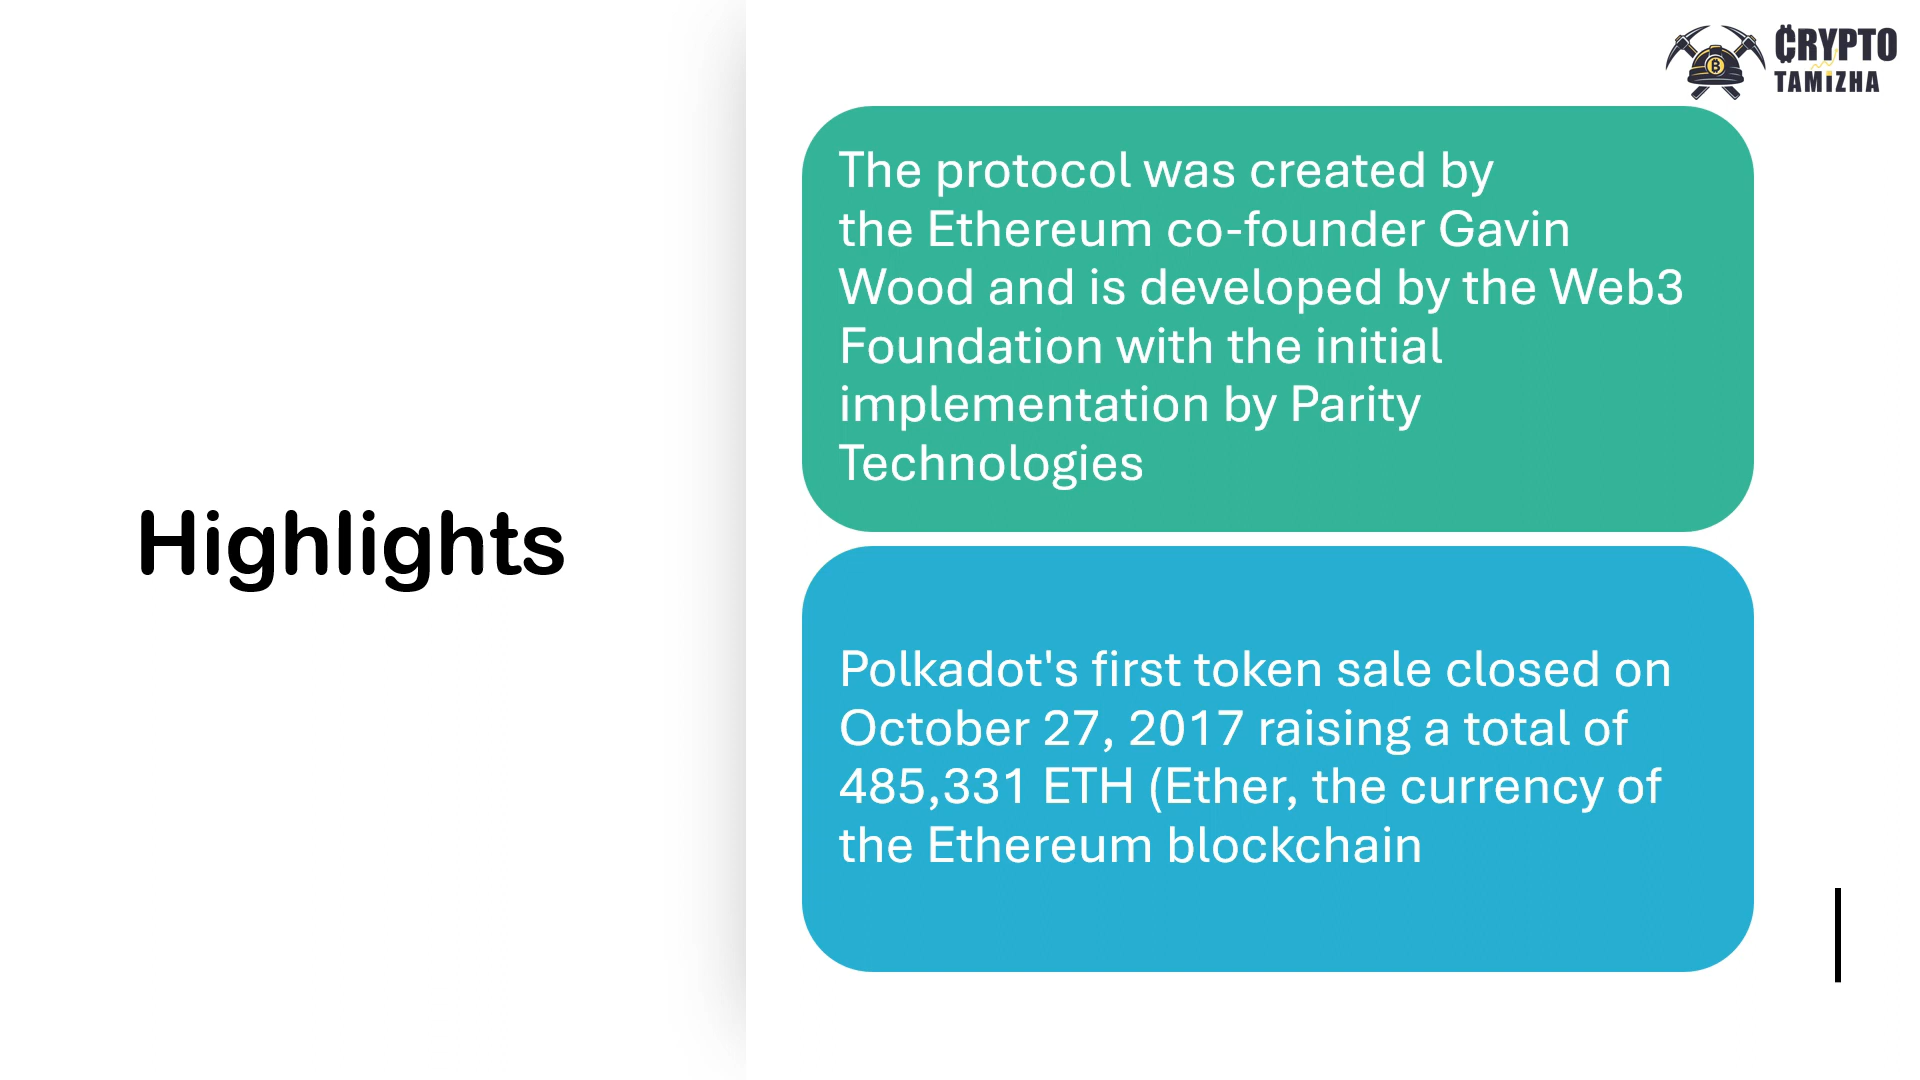 CRYPTO
TAMiZHA
The protocol was created by
the Ethereum co-founder Gavin
Wood and is developed by the Web3
Foundation with the initial
implementation by Parity
Technologies
Highlights
Polkadot's first token sale closed on
October 27, 2017 raising a total of
485,331 ETH (Ether, the currency of
the Ethereum blockchain